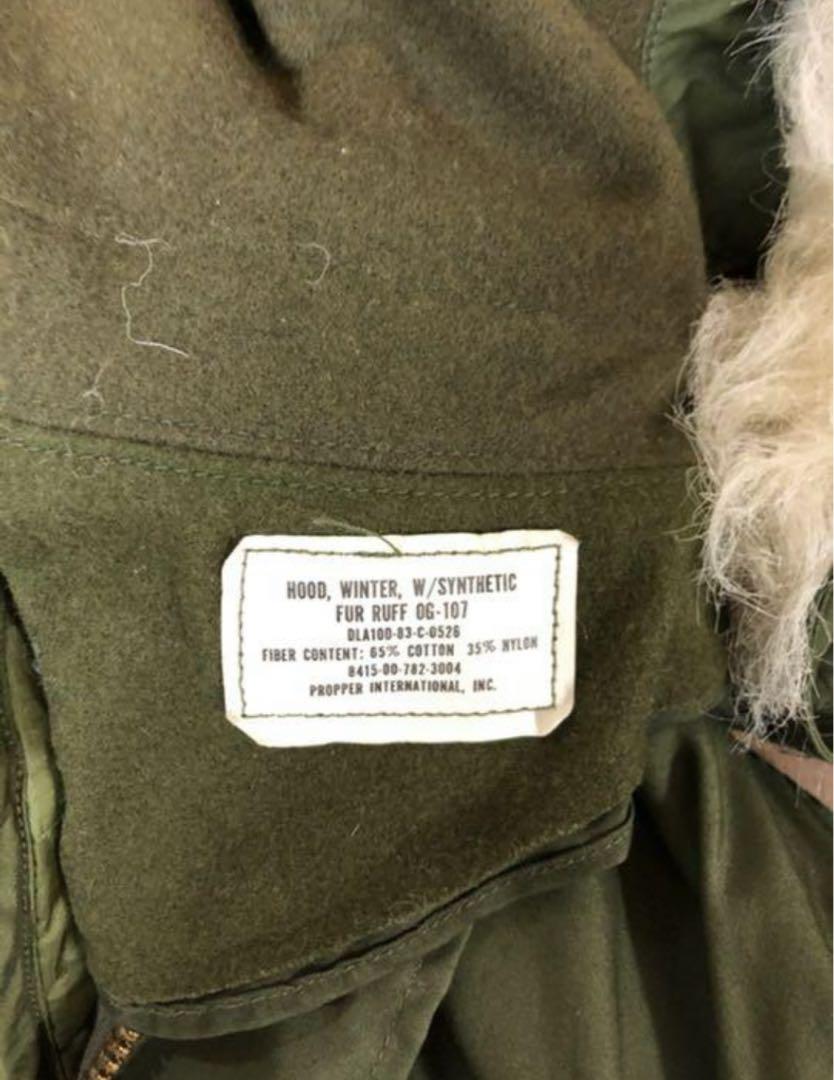 HOOD, WINTER, W/SYNTHETIC
FUR RUFF OG-107
DLA100-83-C-0526
FIBER CONTENT: 65% COTTON 35% NYLON
8415-00-782-3004
PROPPER INTERNATIONAL, INC.